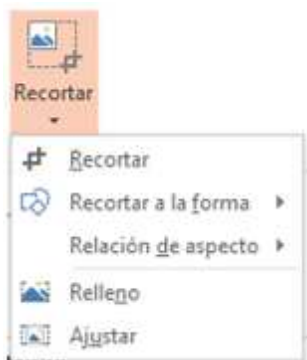 Recortar
Recortar
Recortar a la forma
Relación de aspecto
Relleno
Ajustar